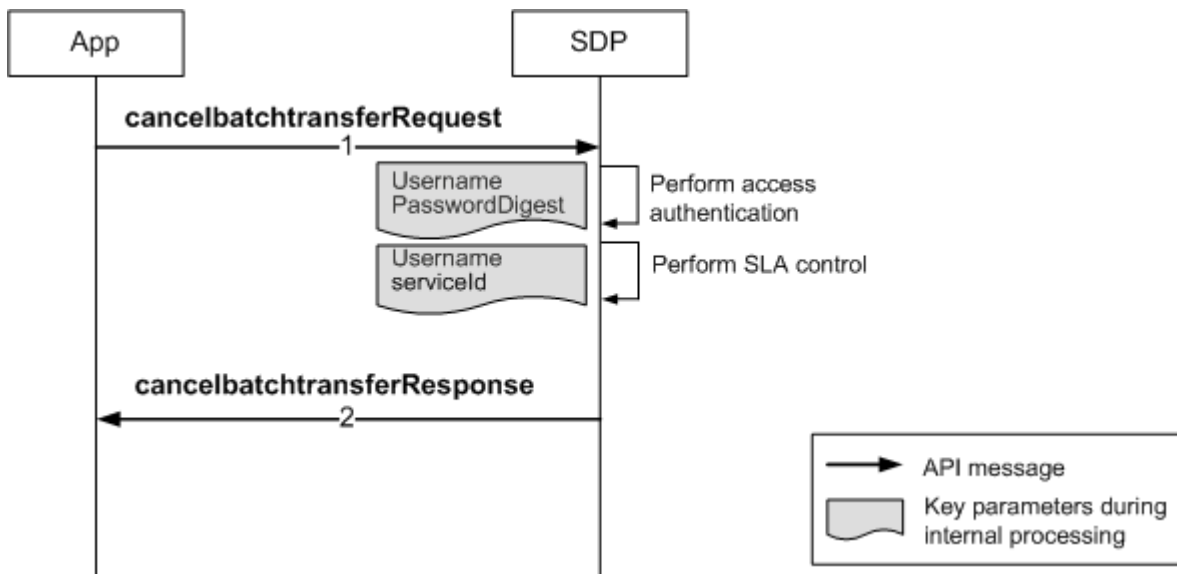 App
SDP
cancelbatchtransferRequest
1
Username
PasswordDigest
Perform access
authentication
Username
serviceId
Perform SLA control
cancelbatchtransferResponse
2
API message
Key parameters during
internal processing